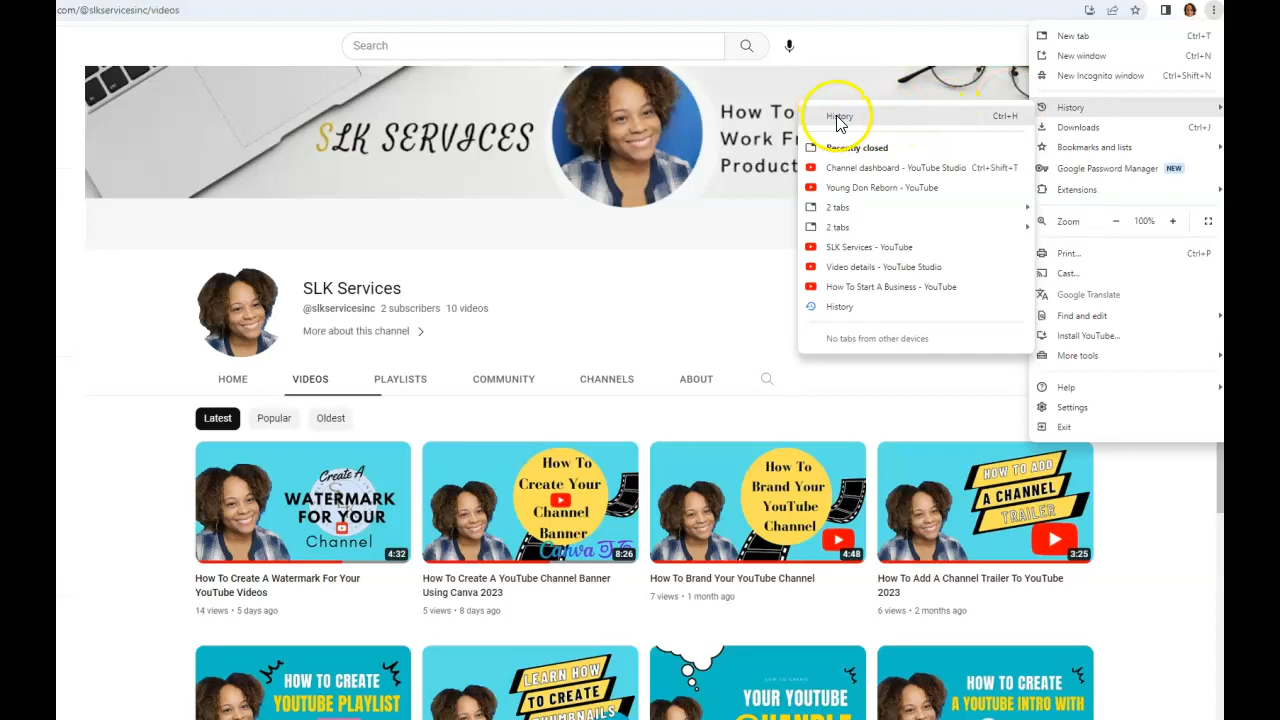 com/@slkservicesinc/videos
Search
SLK SERVICES
How To
Work F
Product
New tab Ctrl+T
New window Ctrl+N
New Incognito window Ctrl+Shift+N
History
Downloads Ctrl+J
Bookmarks and lists
Google Password Manager NEW
Extensions
Zoom − 100% +
Print... Ctrl+P
Cast...
Google Translate
Find and edit
Install YouTube...
More tools
Help
Settings
Exit
History Ctrl+H
Recently closed
Channel dashboard - YouTube Studio Ctrl+Shift+T
Young Don Reborn - YouTube
2 tabs
2 tabs
SLK Services - YouTube
Video details - YouTube Studio
How To Start A Business - YouTube
History
No tabs from other devices
SLK Services
@slkservicesinc 2 subscribers 10 videos
More about this channel
HOME VIDEOS PLAYLISTS COMMUNITY CHANNELS ABOUT
Latest Popular Oldest
Create A
WATERMARK
FOR YOUR
Channel
4:32
How To Create A Watermark For Your
YouTube Videos
14 views • 5 days ago
How To
Create Your
Channel
Banner
Canva
8:26
How To Create A YouTube Channel Banner
Using Canva 2023
5 views • 8 days ago
How To
Brand Your
YouTube
Channel
4:48
How To Brand Your YouTube Channel
7 views • 1 month ago
HOW TO ADD
A CHANNEL
TRAILER
3:25
How To Add A Channel Trailer To YouTube
2023
6 views • 2 months ago
HOW TO CREATE
YOUTUBE PLAYLIST
LEARN HOW
TO CREATE
THUMBNAILS
HOW TO CREATE
YOUR YOUTUBE
HANDLE
HOW TO CREATE
A YOUTUBE INTRO WITH